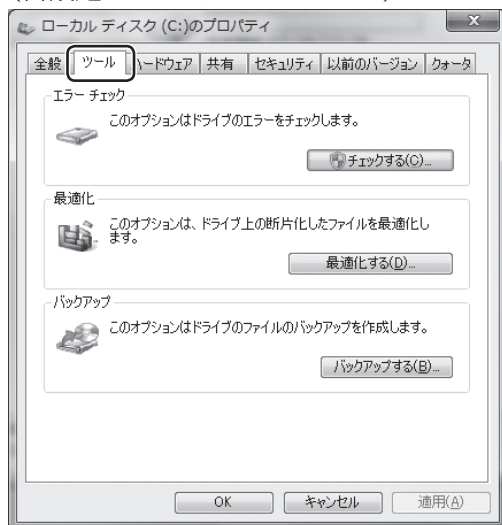 ローカル ディスク (C:)のプロパティ
全般 ツール ハードウェア 共有 セキュリティ 以前のバージョン クォータ
エラー チェック
このオプションはドライブのエラーをチェックします。
チェックする(C)...
最適化
このオプションは、ドライブ上の断片化したファイルを最適化し
ます。
最適化する(D)...
バックアップ
このオプションはドライブのファイルのバックアップを作成します。
バックアップする(B)...
OK キャンセル 適用(A)